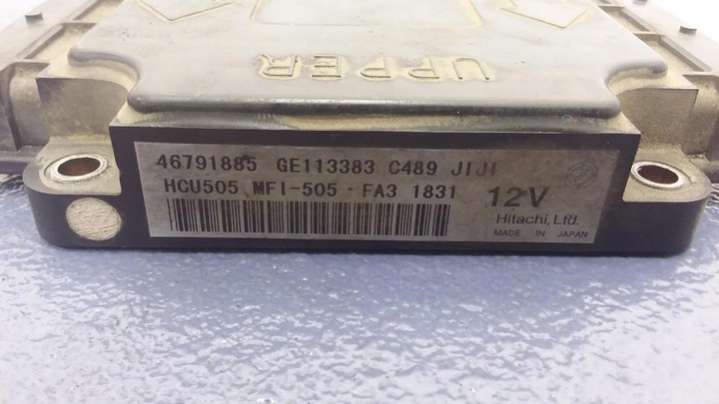 UPPER
46791885 GE113383 C489 JIJI
HCU505 MFI-505 - FA3 1831
12V
Hitachi, Ltd.
MADE IN JAPAN